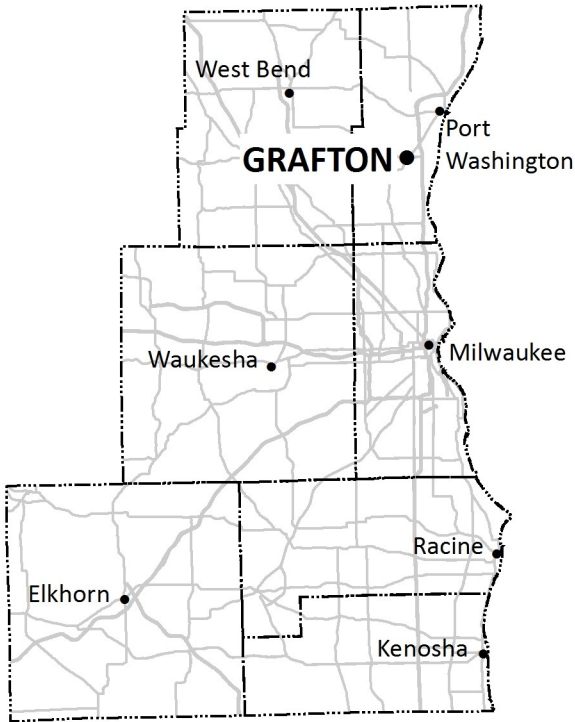 West Bend
Port
Washington
GRAFTON
Milwaukee
Waukesha
Racine
Elkhorn
Kenosha